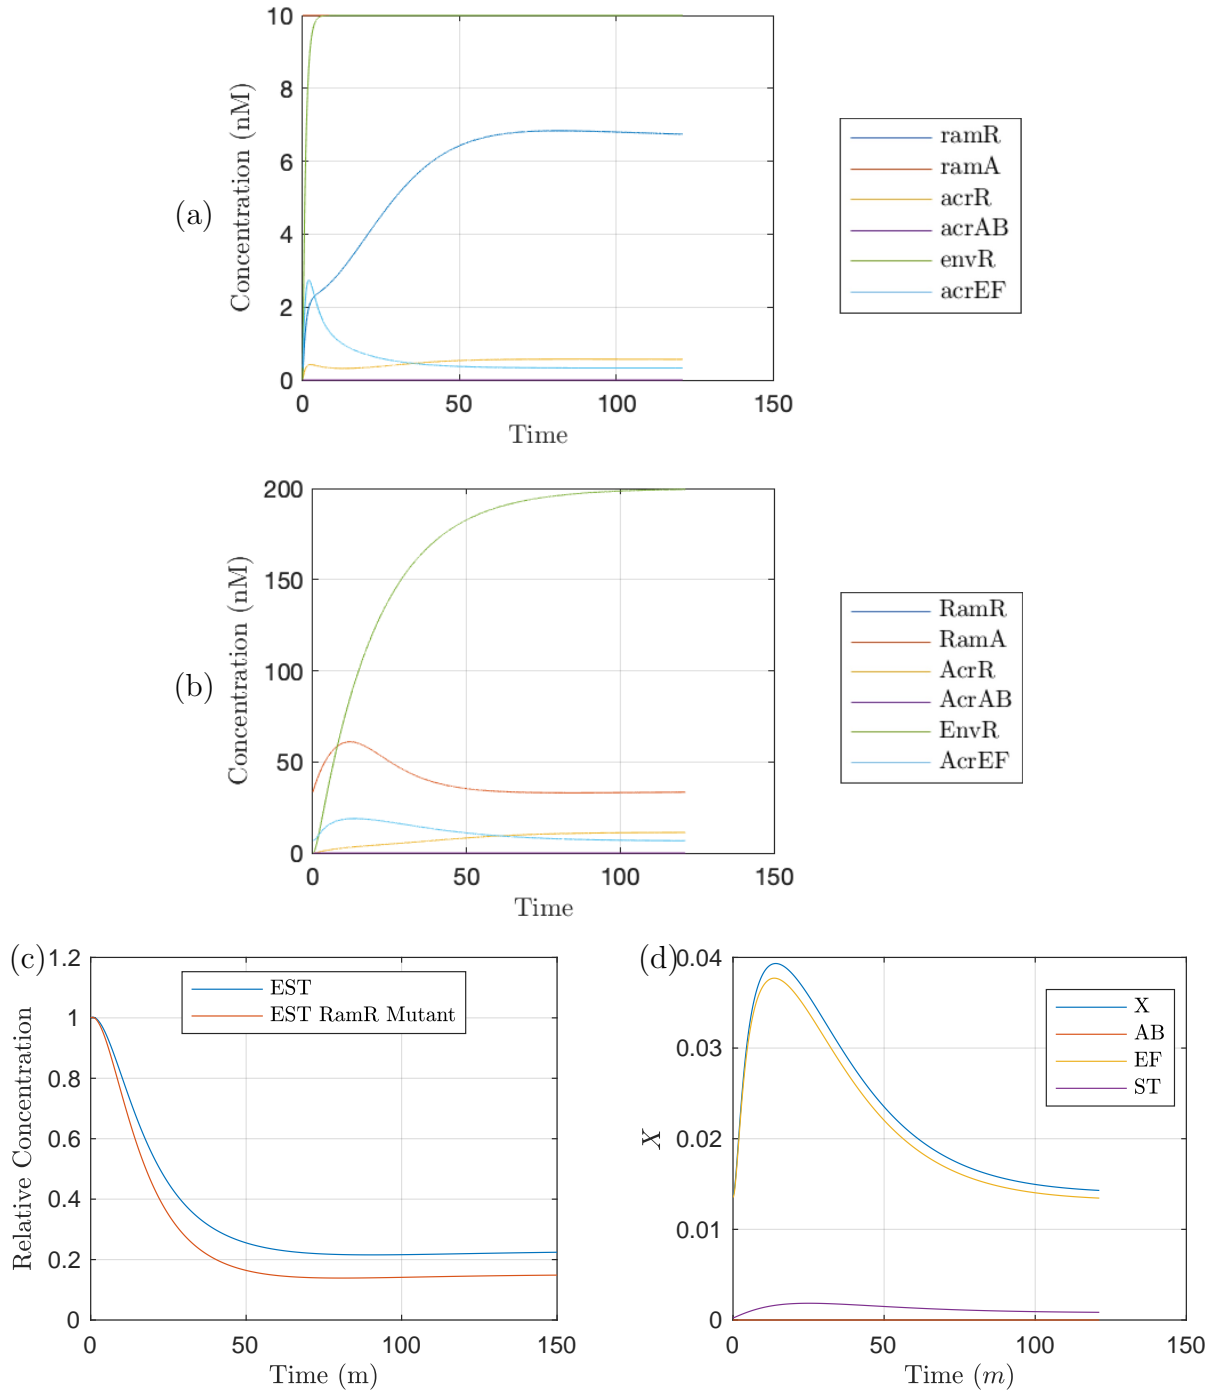 (a)
Concentration (nM)
10
8
6
4
2
0
0 50 100 150
Time
ramR
ramA
acrR
acrAB
envR
acrEF
(b)
Concentration (nM)
200
150
100
50
0
0 50 100 150
Time
RamR
RamA
AcrR
AcrAB
EnvR
AcrEF
(c)
Relative Concentration
1.2
1
0.8
0.6
0.4
0.2
0
0 50 100 150
Time (m)
EST
EST RamR Mutant
(d)
X
0.04
0.03
0.02
0.01
0
0 50 100 150
Time (m)
X
AB
EF
ST